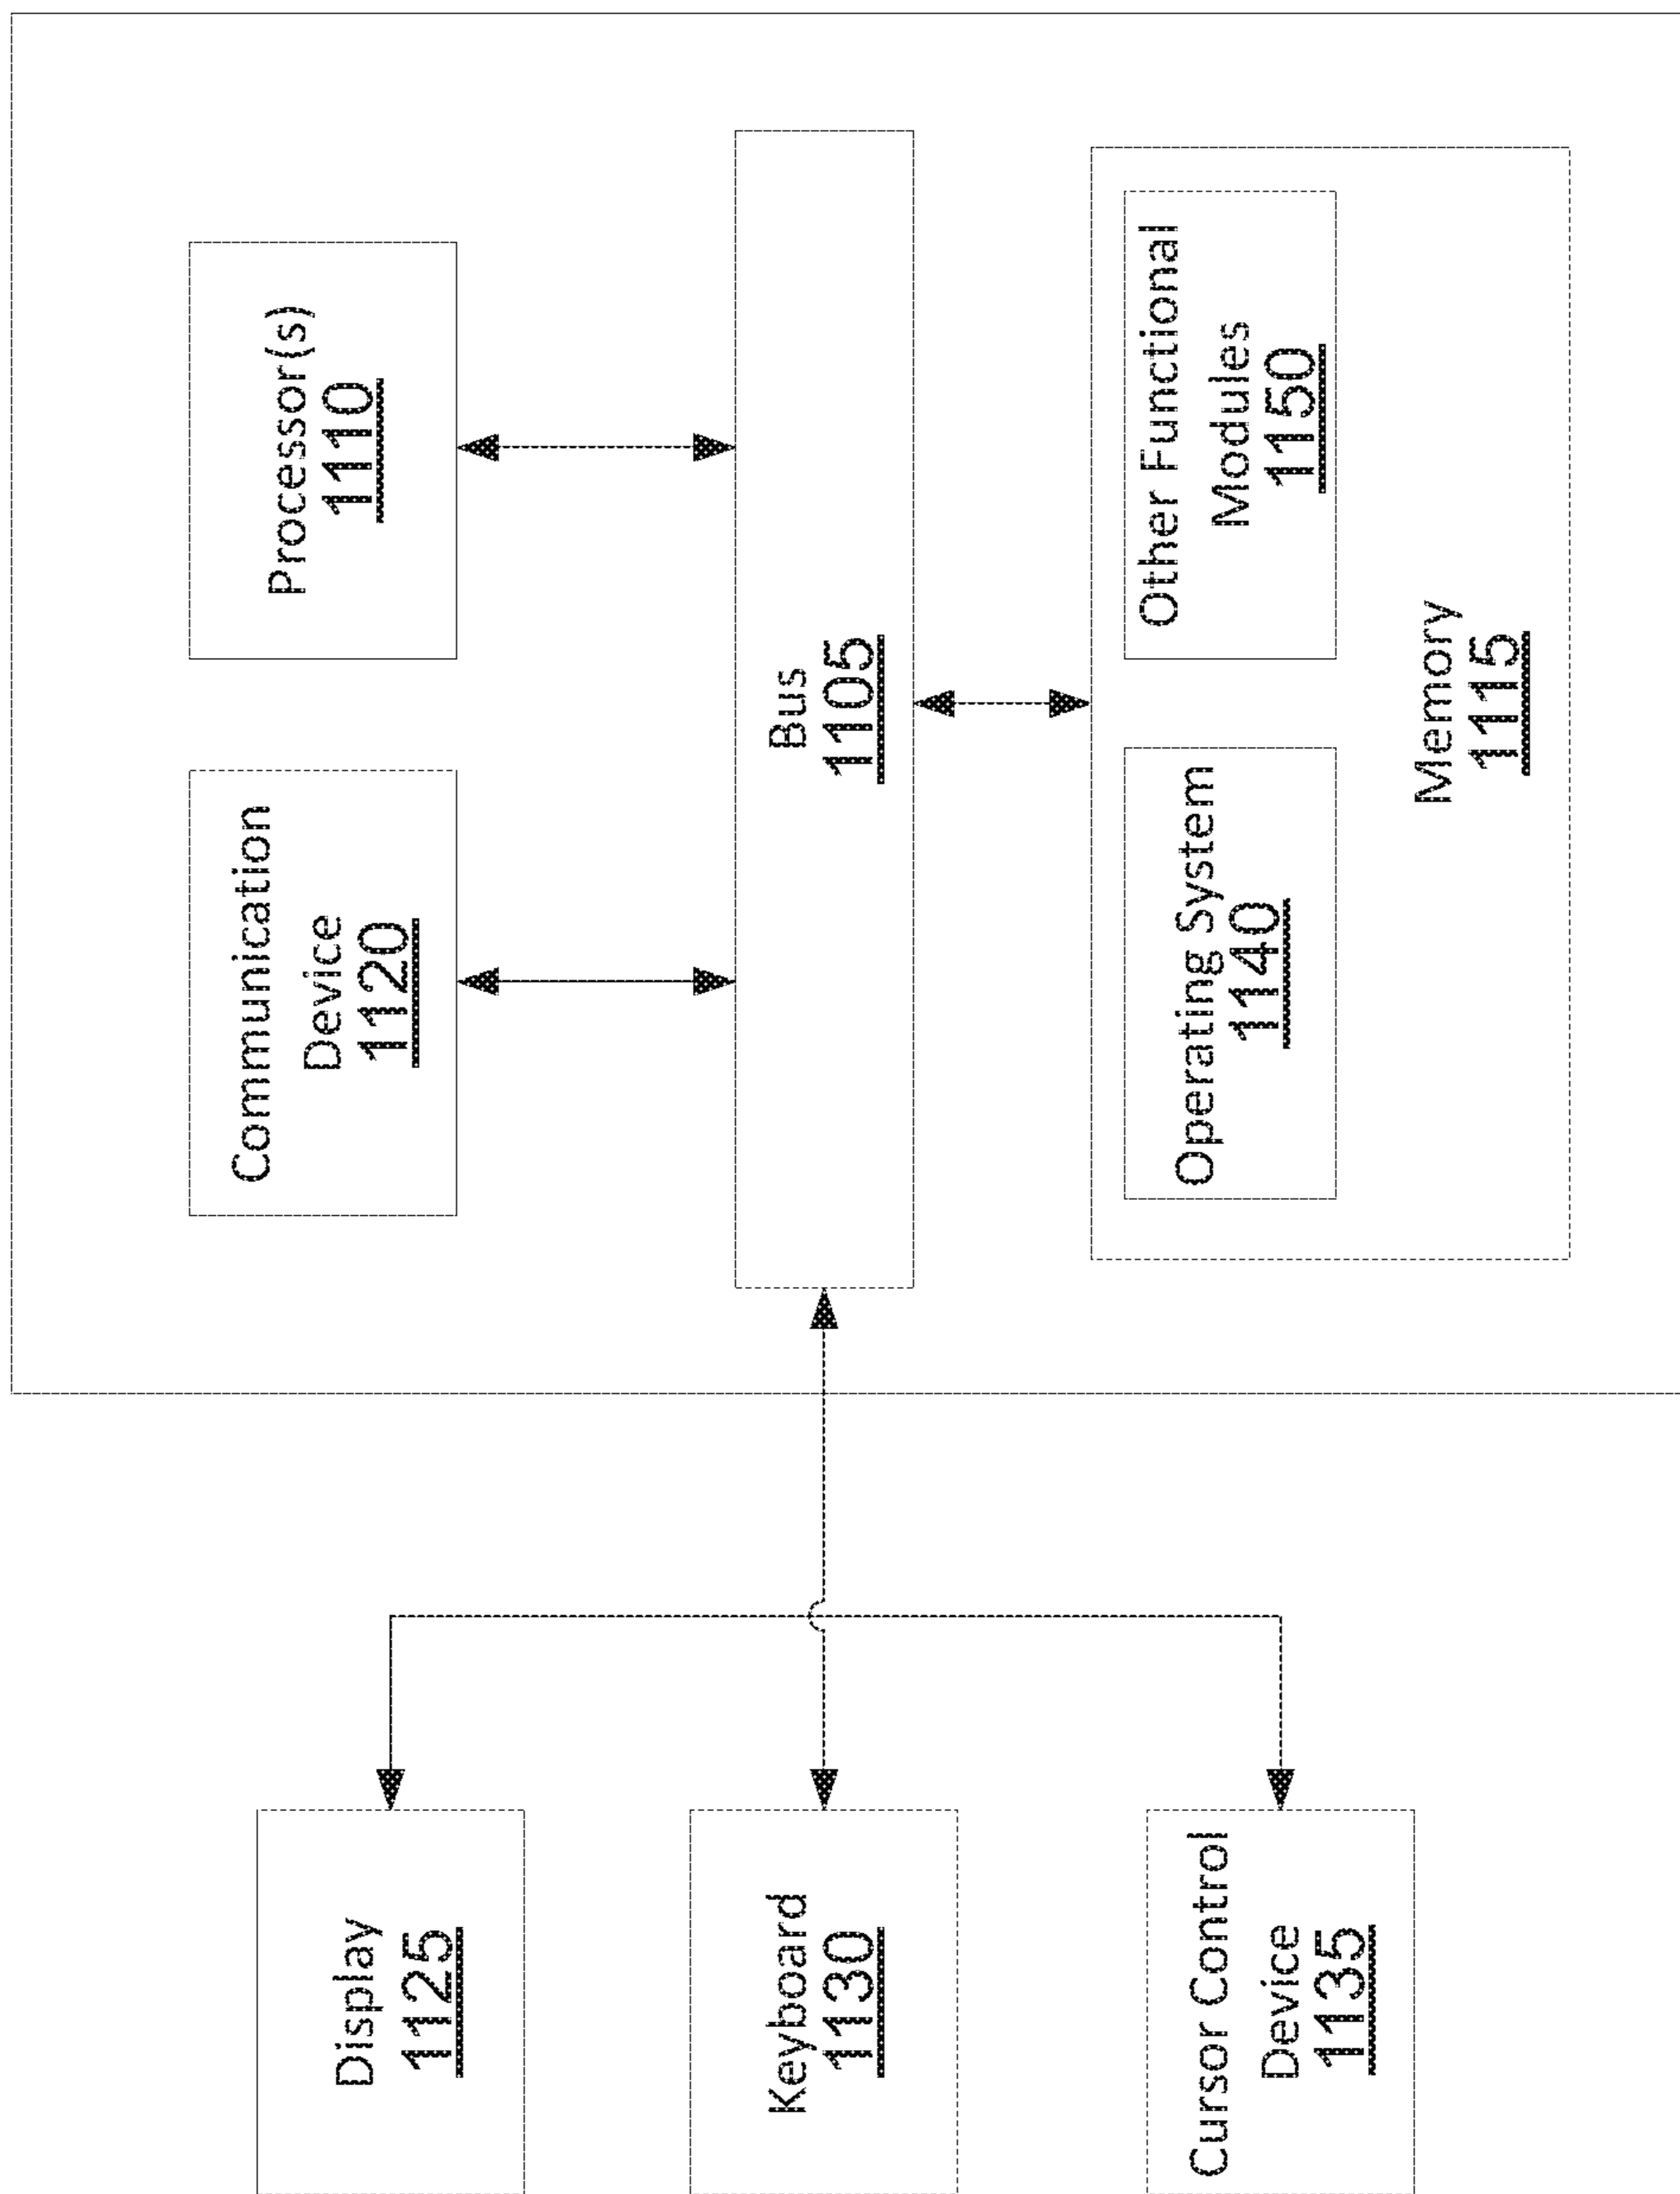 Display
1125
Keyboard
1130
Cursor Control
Device
1135
Communication
Device
1120
Processor(s)
1110
Bus
1105
Operating System
1140
Other Functional
Modules
1150
Memory
1115